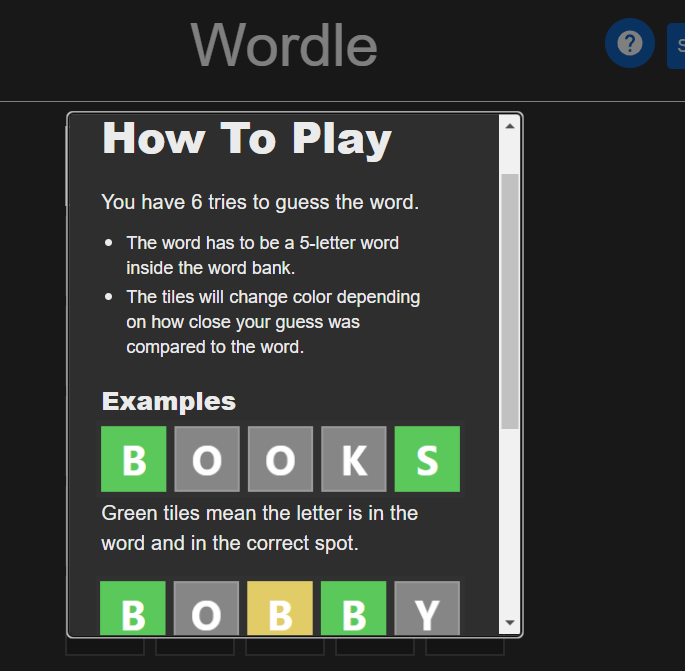 Wordle
?
S
How To Play
You have 6 tries to guess the word.
• The word has to be a 5-letter word
inside the word bank.
• The tiles will change color depending
on how close your guess was
compared to the word.
Examples
B O O K S
Green tiles mean the letter is in the
word and in the correct spot.
B O B B Y